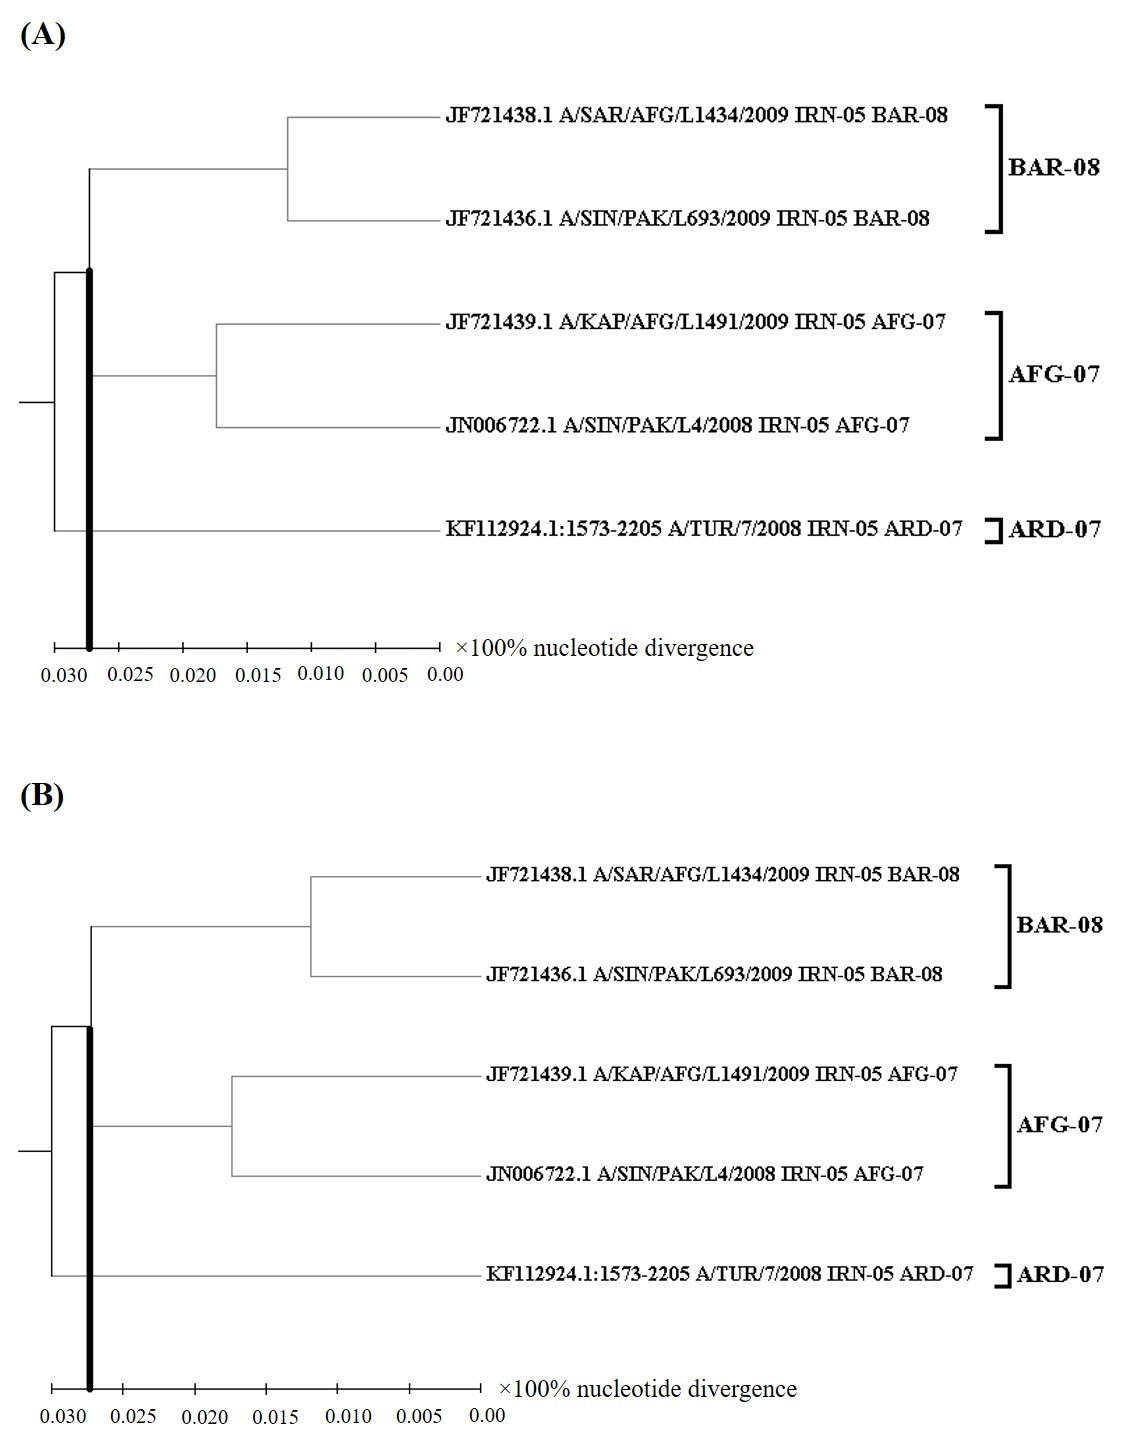 (A)
JF721438.1 A/SAR/AFG/L1434/2009 IRN-05 BAR-08
BAR-08
JF721436.1 A/SIN/PAK/L693/2009 IRN-05 BAR-08
JF721439.1 A/KAP/AFG/L1491/2009 IRN-05 AFG-07
AFG-07
JN006722.1 A/SIN/PAK/L4/2008 IRN-05 AFG-07
KF112924.1:1573-2205 A/TUR/7/2008 IRN-05 ARD-07 ARD-07
×100% nucleotide divergence
0.030 0.025 0.020 0.015 0.010 0.005 0.00
(B)
JF721438.1 A/SAR/AFG/L1434/2009 IRN-05 BAR-08
BAR-08
JF721436.1 A/SIN/PAK/L693/2009 IRN-05 BAR-08
JF721439.1 A/KAP/AFG/L1491/2009 IRN-05 AFG-07
AFG-07
JN006722.1 A/SIN/PAK/L4/2008 IRN-05 AFG-07
KF112924.1:1573-2205 A/TUR/7/2008 IRN-05 ARD-07 ARD-07
×100% nucleotide divergence
0.030 0.025 0.020 0.015 0.010 0.005 0.00